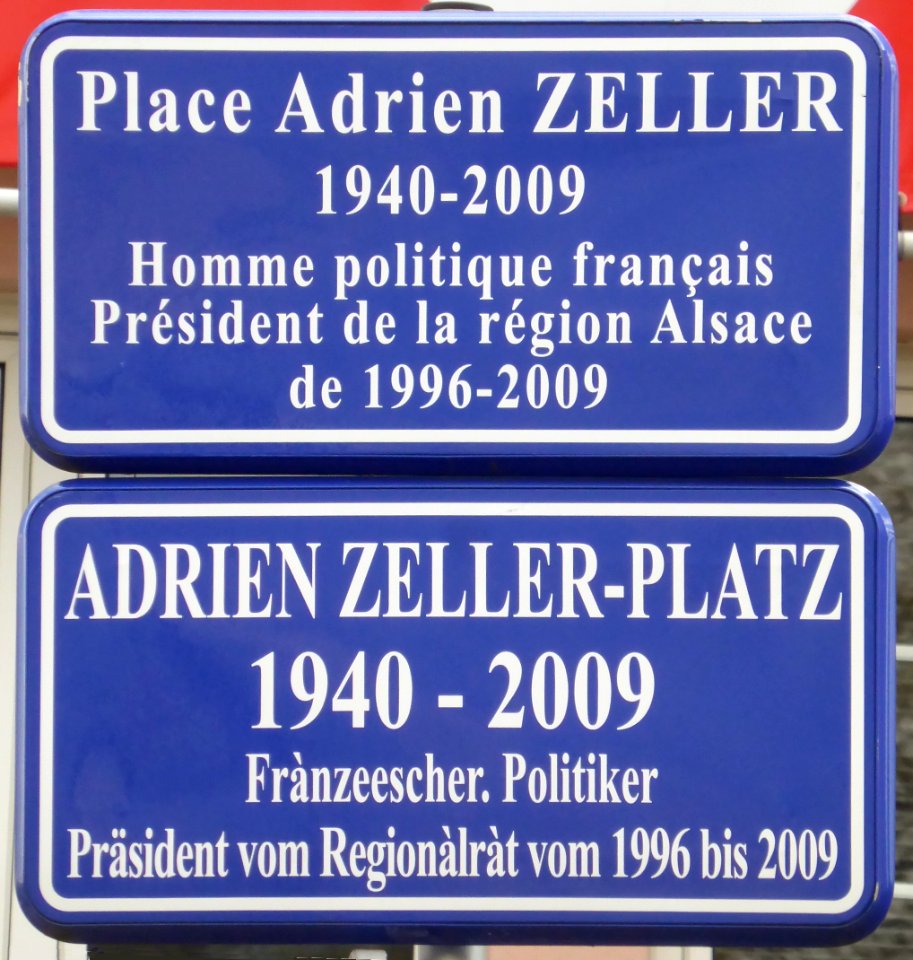 Place Adrien ZELLER
1940-2009
Homme politique français
Président de la région Alsace
de 1996-2009
ADRIEN ZELLER-PLATZ
1940 - 2009
Frànzeescher. Politiker
Präsident vom Regionàlràt vom 1996 bis 2009